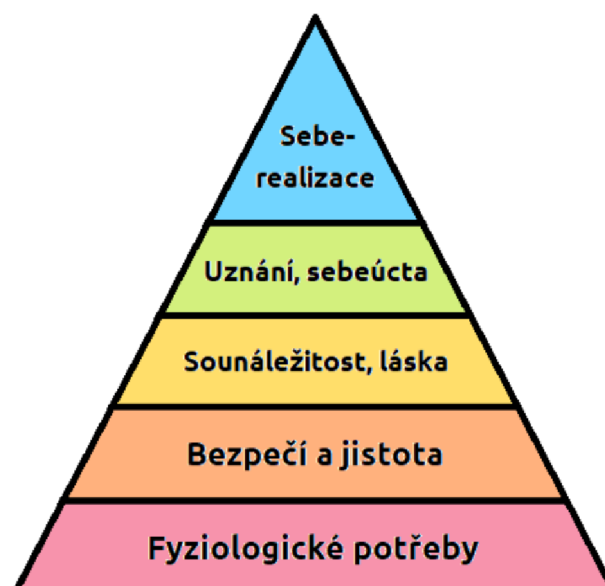 Sebe-
realizace
Uznání, sebeúcta
Sounáležitost, láska
Bezpečí a jistota
Fyziologické potřeby